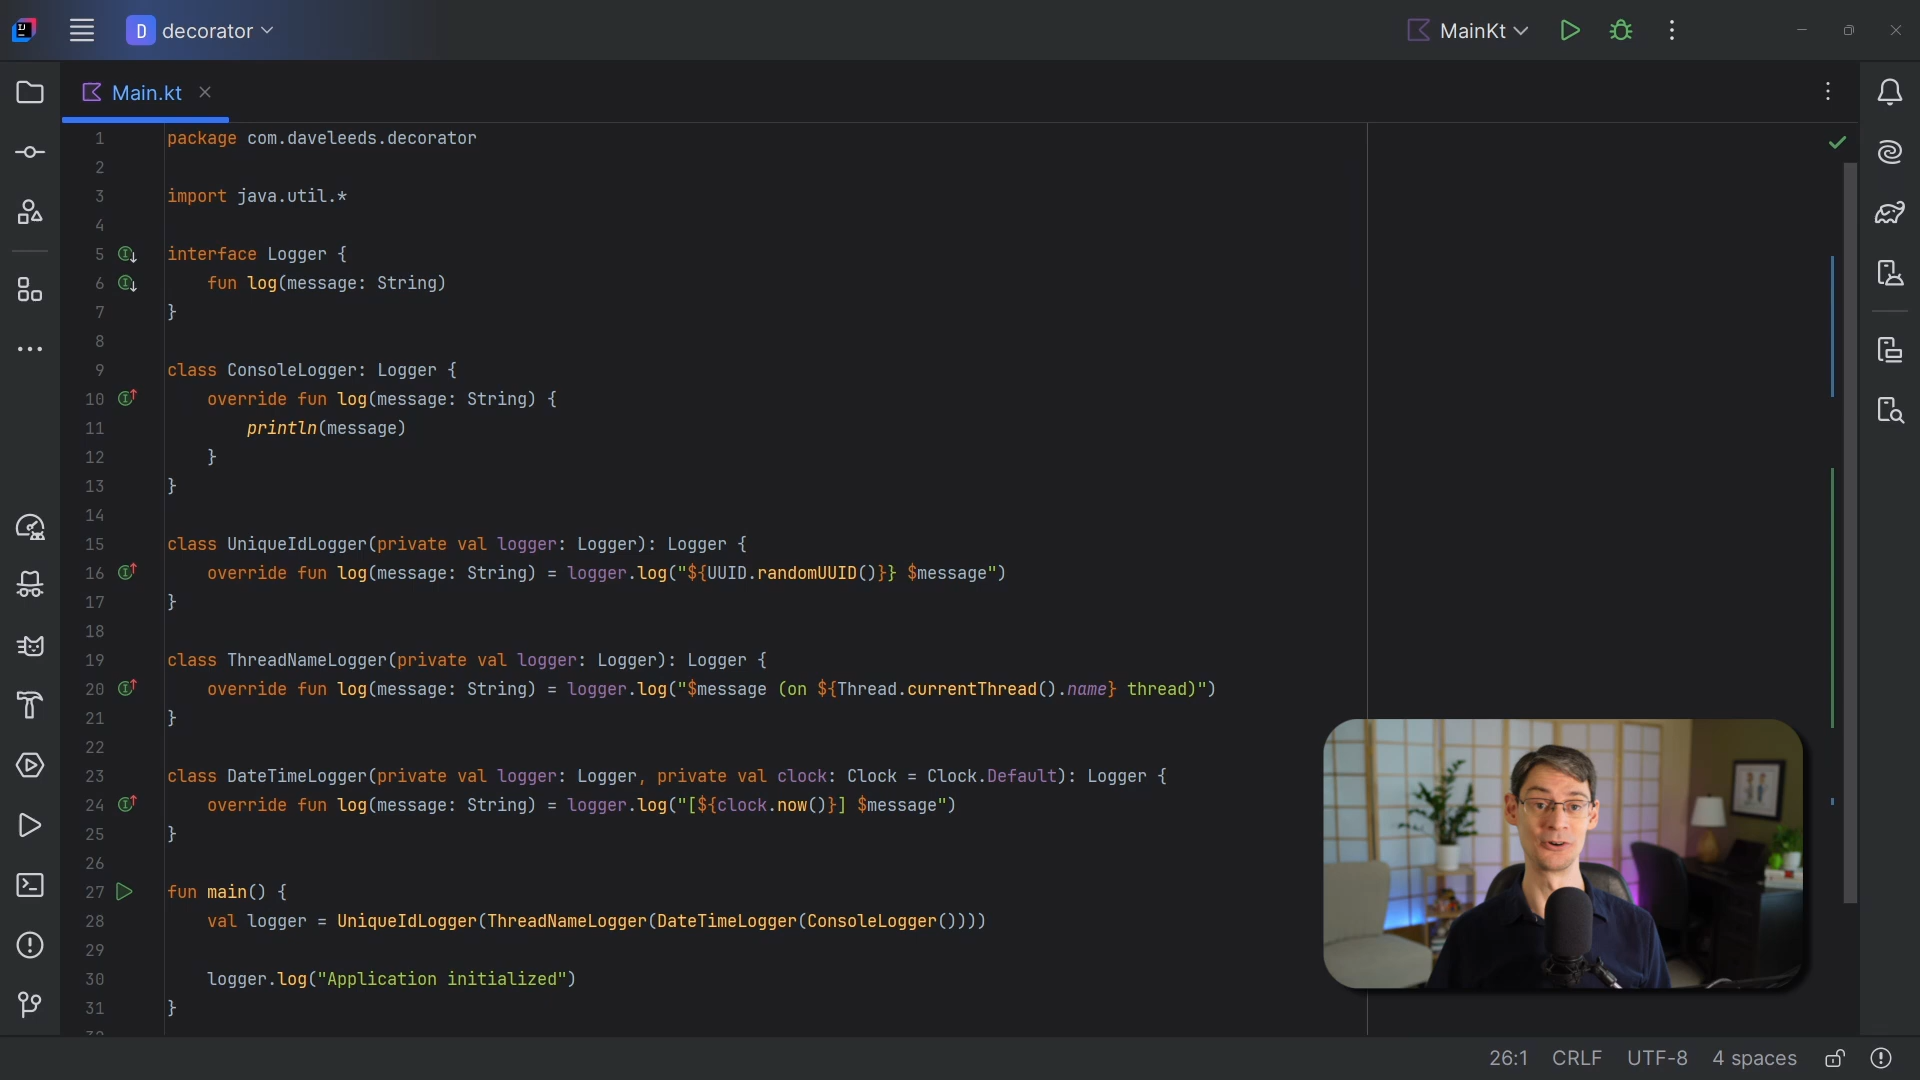 D decorator
MainKt
Main.kt
1 package com.daveleeds.decorator
2
3 import java.util.*
4
5 interface Logger {
6 fun log(message: String)
7 }
8
9 class ConsoleLogger: Logger {
10 override fun log(message: String) {
11 println(message)
12 }
13 }
14
15 class UniqueIdLogger(private val logger: Logger): Logger {
16 override fun log(message: String) = logger.log("${UUID.randomUUID()}} $message")
17 }
18
19 class ThreadNameLogger(private val logger: Logger): Logger {
20 override fun log(message: String) = logger.log("$message (on ${Thread.currentThread().name} thread)")
21 }
22
23 class DateTimeLogger(private val logger: Logger, private val clock: Clock = Clock.Default): Logger {
24 override fun log(message: String) = logger.log("[${clock.now()}] $message")
25 }
26
27 fun main() {
28 val logger = UniqueIdLogger(ThreadNameLogger(DateTimeLogger(ConsoleLogger())))
29
30 logger.log("Application initialized")
31 }
26:1 CRLF UTF-8 4 spaces